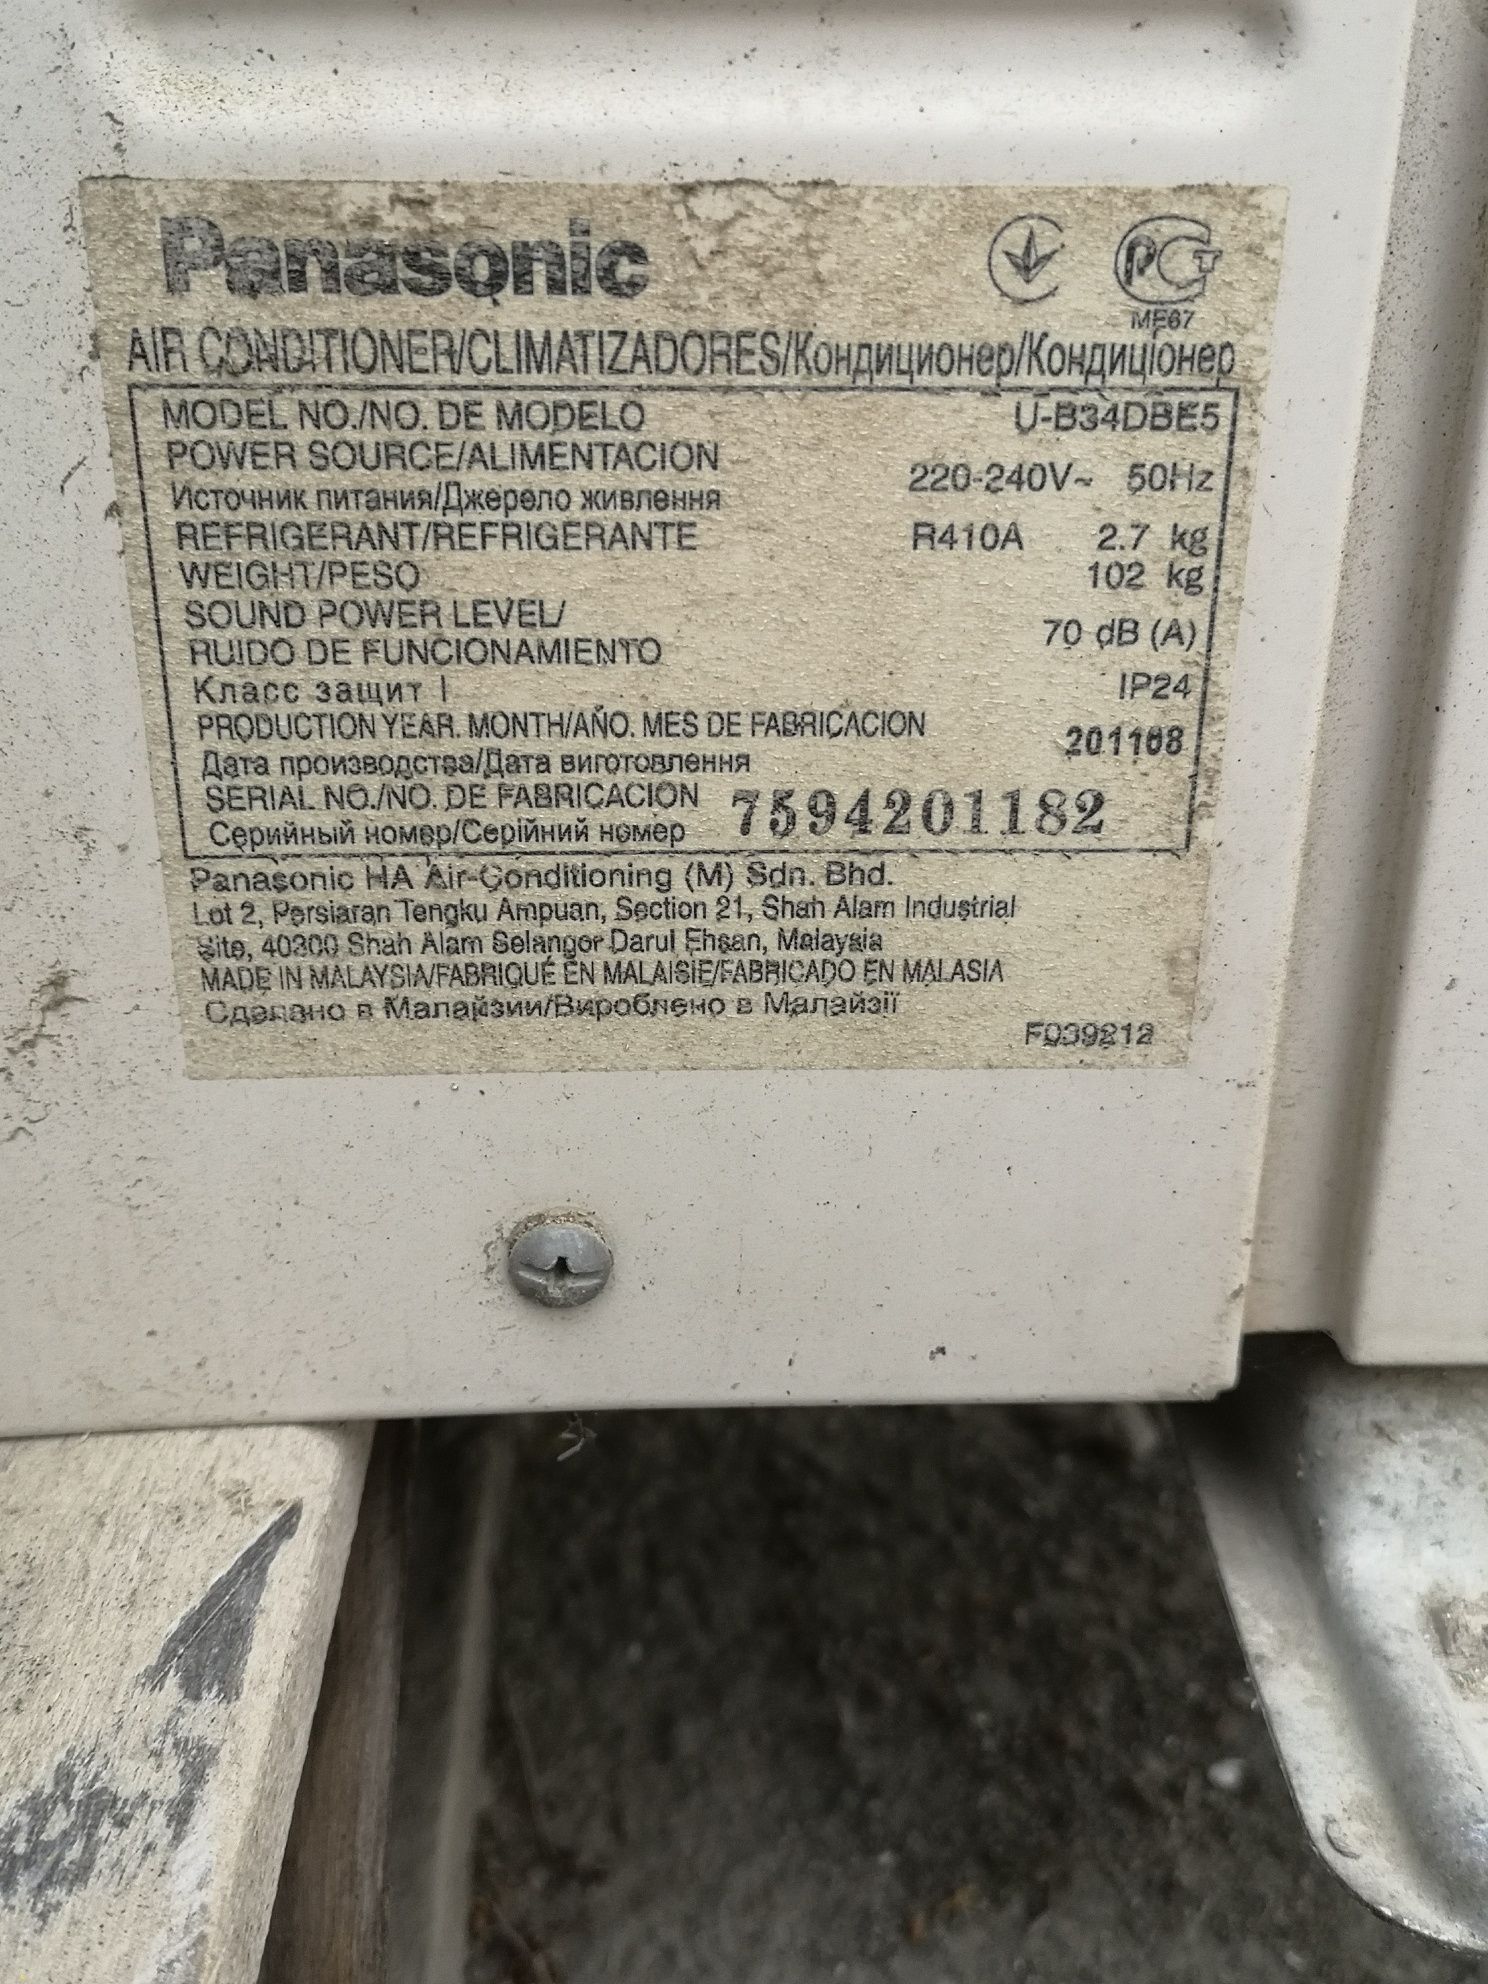 Panasonic
ME67
AIR CONDITIONER/CLIMATIZADORES/Кондиционер/Кондиціонер
MODEL NO./NO. DE MODELO U-B34DBE5
POWER SOURCE/ALIMENTACION
Источник питания/Джерело живлення 220-240V~ 50Hz
REFRIGERANT/REFRIGERANTE R410A 2.7 kg
WEIGHT/PESO 102 kg
SOUND POWER LEVEL/
RUIDO DE FUNCIONAMIENTO 70 dB (A)
Класс защит I IP24
PRODUCTION YEAR. MONTH/AÑO. MES DE FABRICACION
Дата производства/Дата виготовлення 201108
SERIAL NO./NO. DE FABRICACION
Серийный номер/Серійний номер 7594201182
Panasonic HA Air-Conditioning (M) Sdn. Bhd.
Lot 2, Persiaran Tengku Ampuan, Section 21, Shah Alam Industrial
Site, 40300 Shah Alam Selangor Darul Ehsan, Malaysia
MADE IN MALAYSIA/FABRIQUÉ EN MALAISIE/FABRICADO EN MALASIA
Сделано в Малайзии/Вироблено в Малайзії
F039212